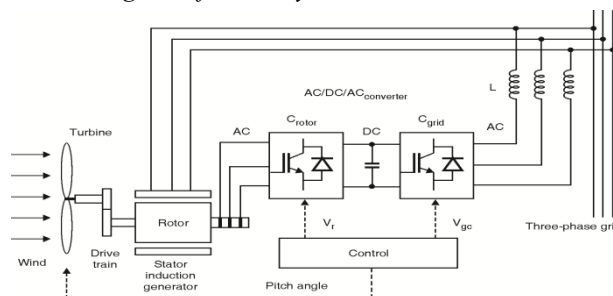 L
AC/DC/AC converter
Turbine
AC
C rotor
DC
C grid
AC
Rotor
V r
V gc
Three-phase gri
Drive
train
Stator
induction
generator
Control
Wind
Pitch angle